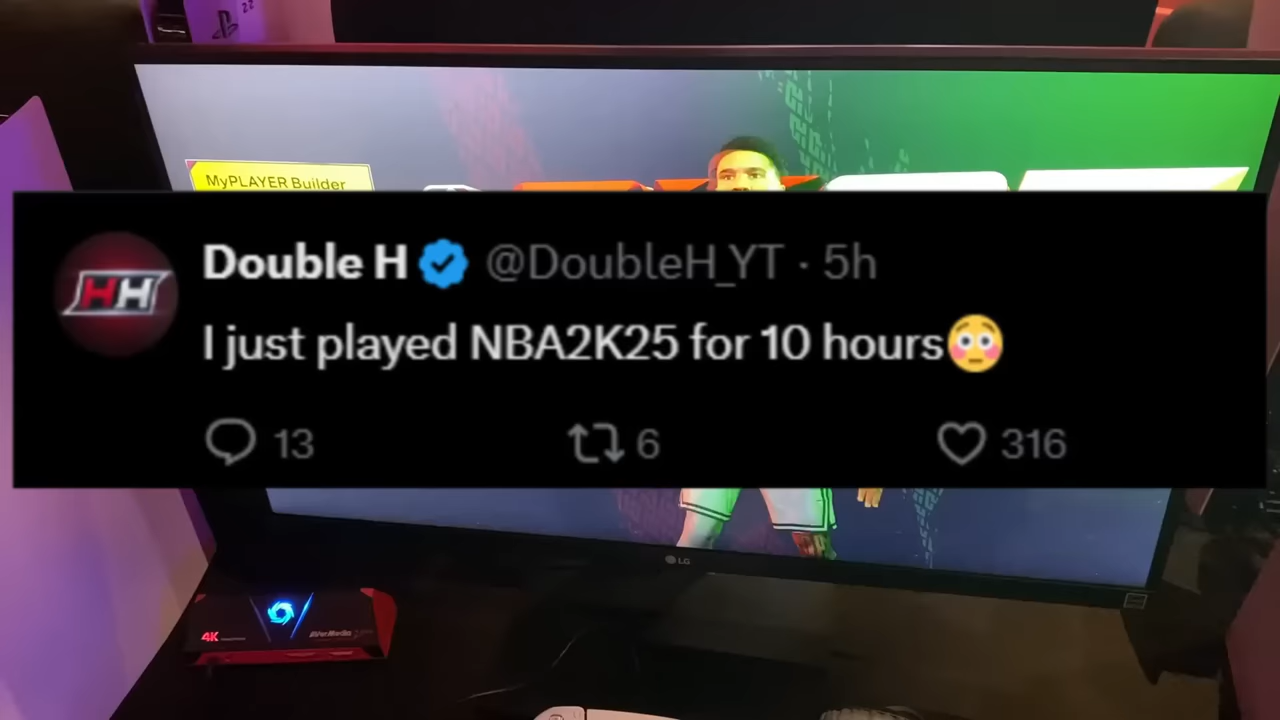 MyPLAYER Builder
HH
Double H @DoubleH_YT · 5h
I just played NBA2K25 for 10 hours😳
13 6 316
LG
4K
AVerMedia